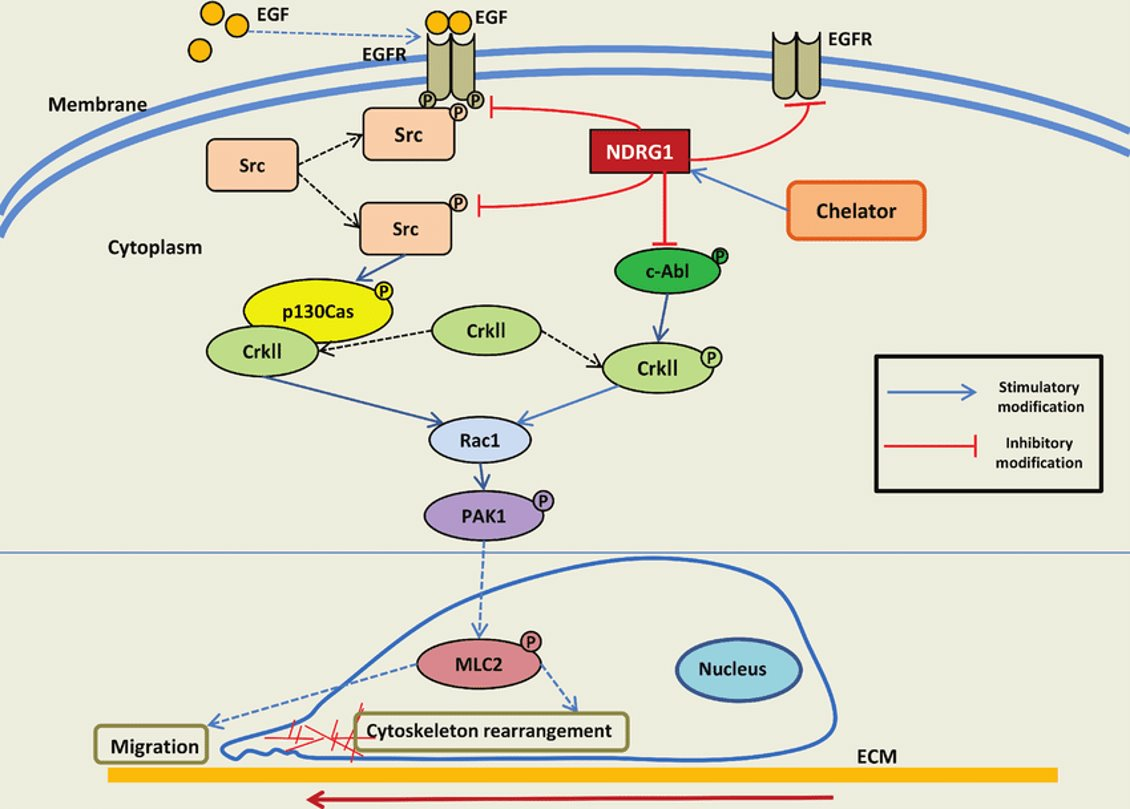 EGF
EGF
EGFR
EGFR
Membrane
P
P
P
Src
Src
NDRG1
P
Src
Chelator
Cytoplasm
c-Abl
P
P
p130Cas
Crkll
Crkll
Crkll
P
Stimulatory
modification
Rac1
Inhibitory
modification
PAK1
P
P
MLC2
Nucleus
Cytoskeleton rearrangement
Migration
ECM